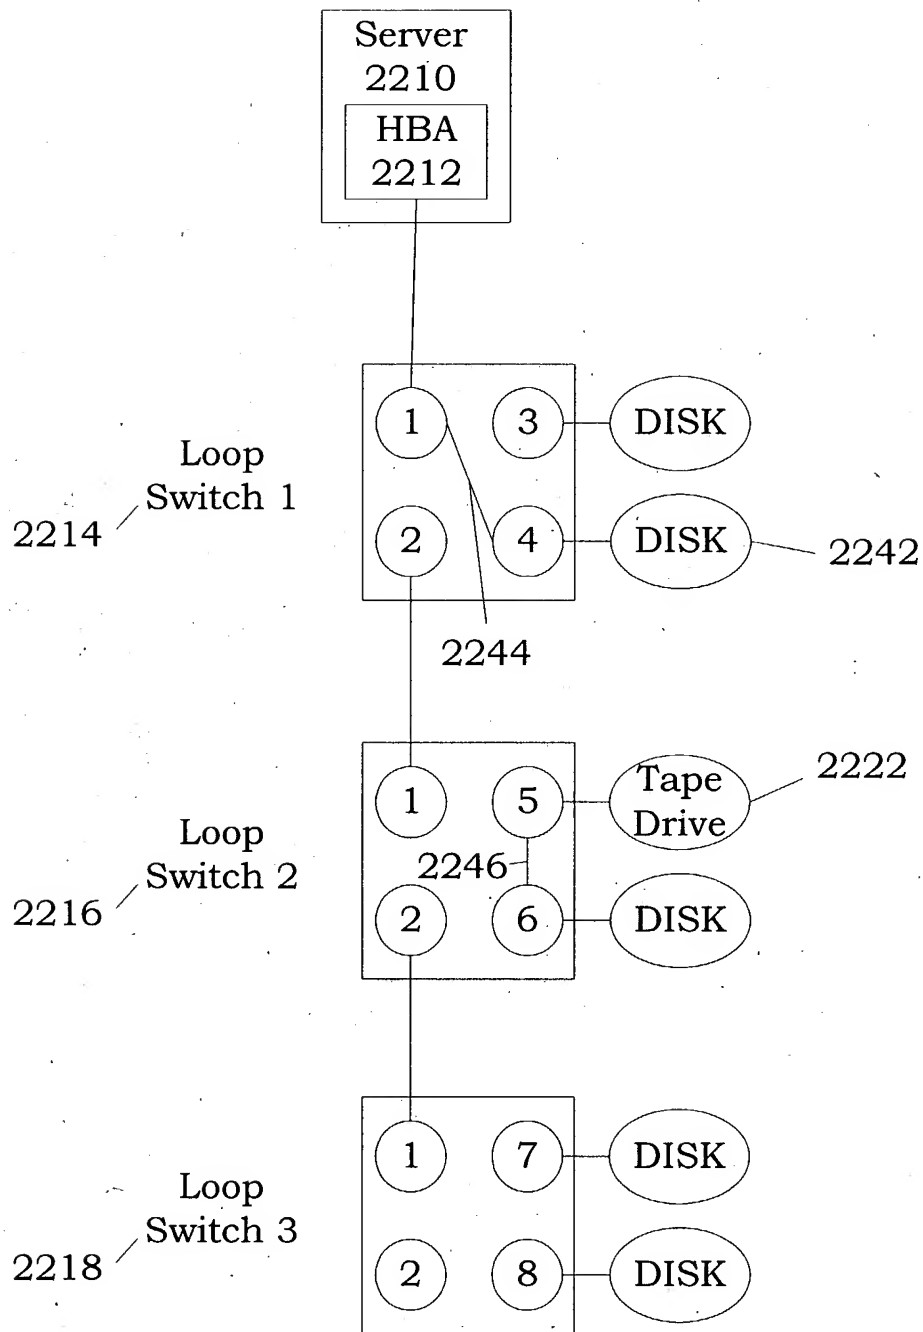 Server
2210
HBA
2212
1
3
DISK
Loop
Switch 1
2214
2
4
DISK
2242
2244
1
5
Tape
Drive
2222
Loop
Switch 2
2246
2216
2
6
DISK
1
7
DISK
Loop
Switch 3
2218
2
8
DISK